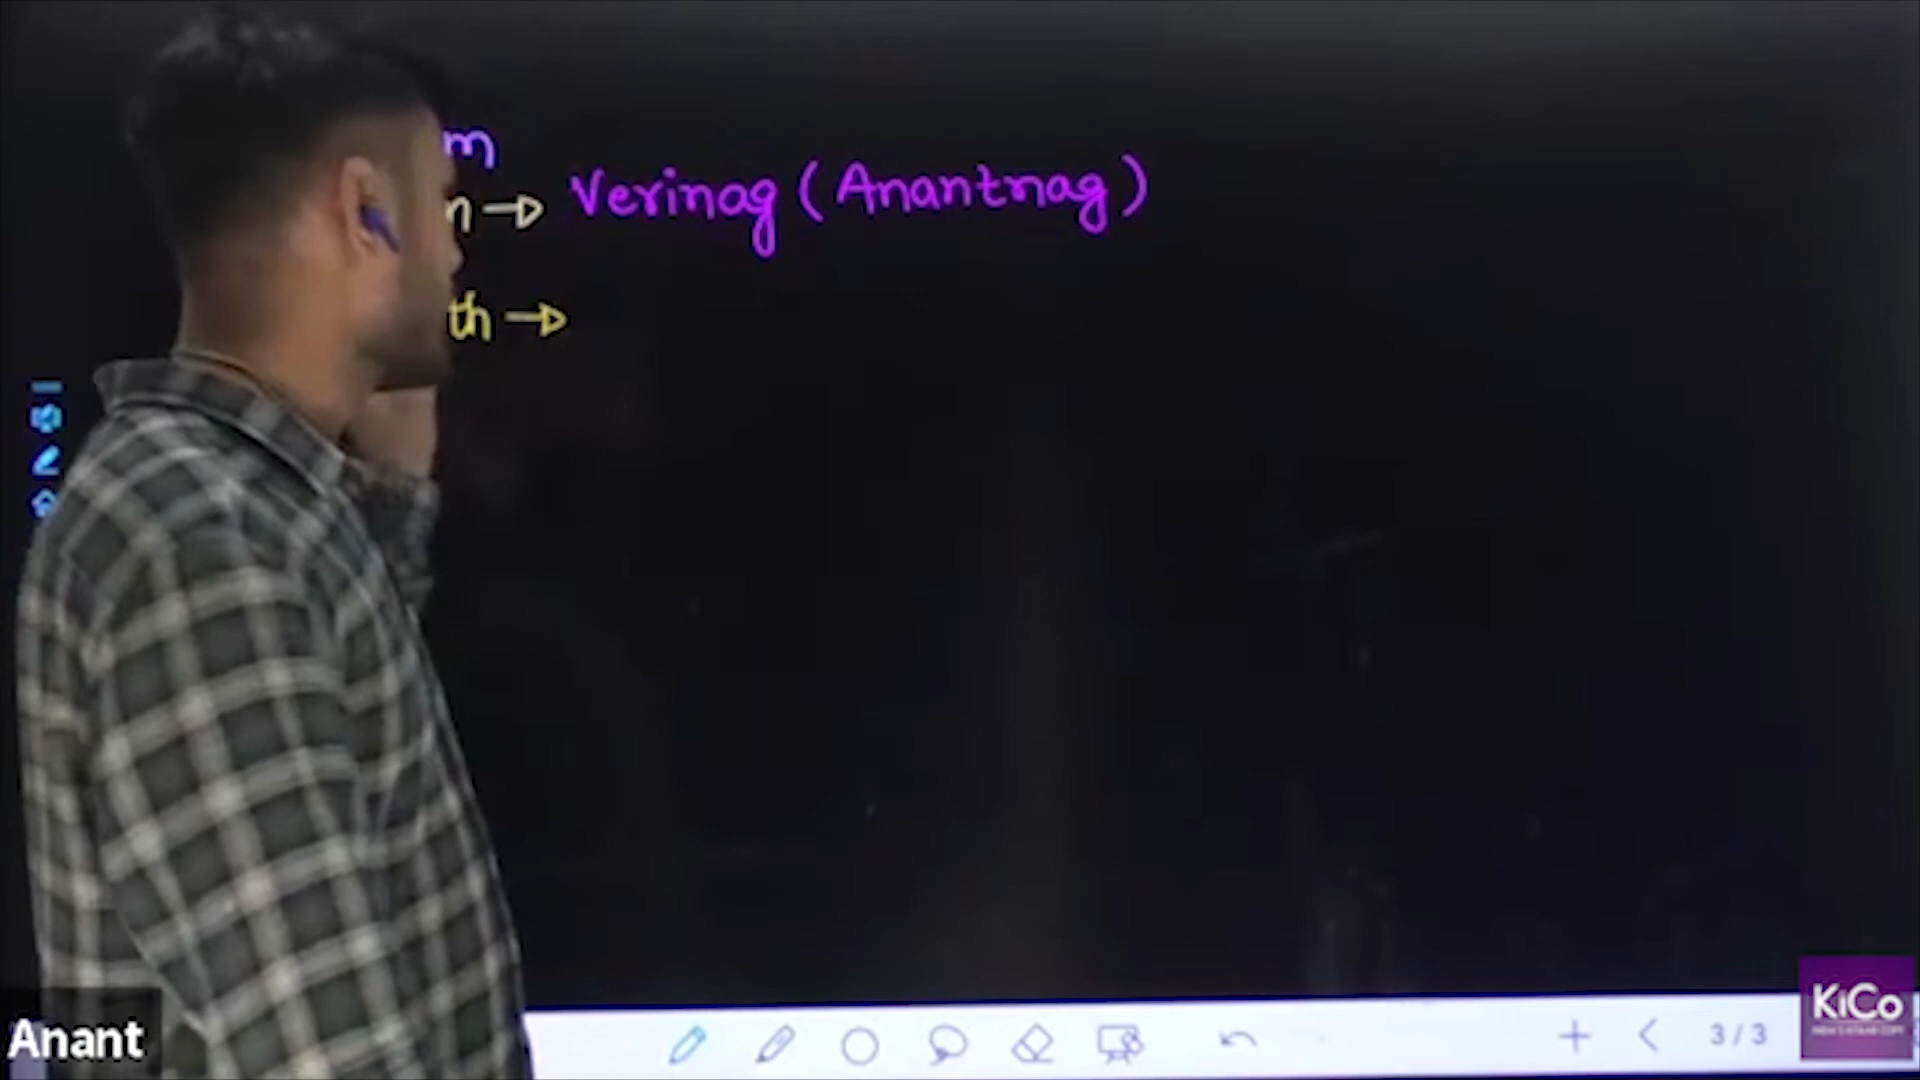 m
n → Verinag (Anantnag)
th →
Anant
3/3
KiCo